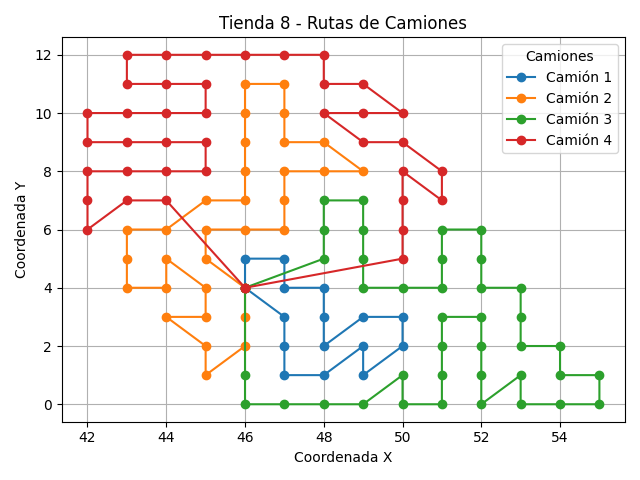 Tienda 8 - Rutas de Camiones
Camiones
Camión 1
Camión 2
Camión 3
Camión 4
Coordenada Y
12
10
8
6
4
2
0
42 44 46 48 50 52 54
Coordenada X